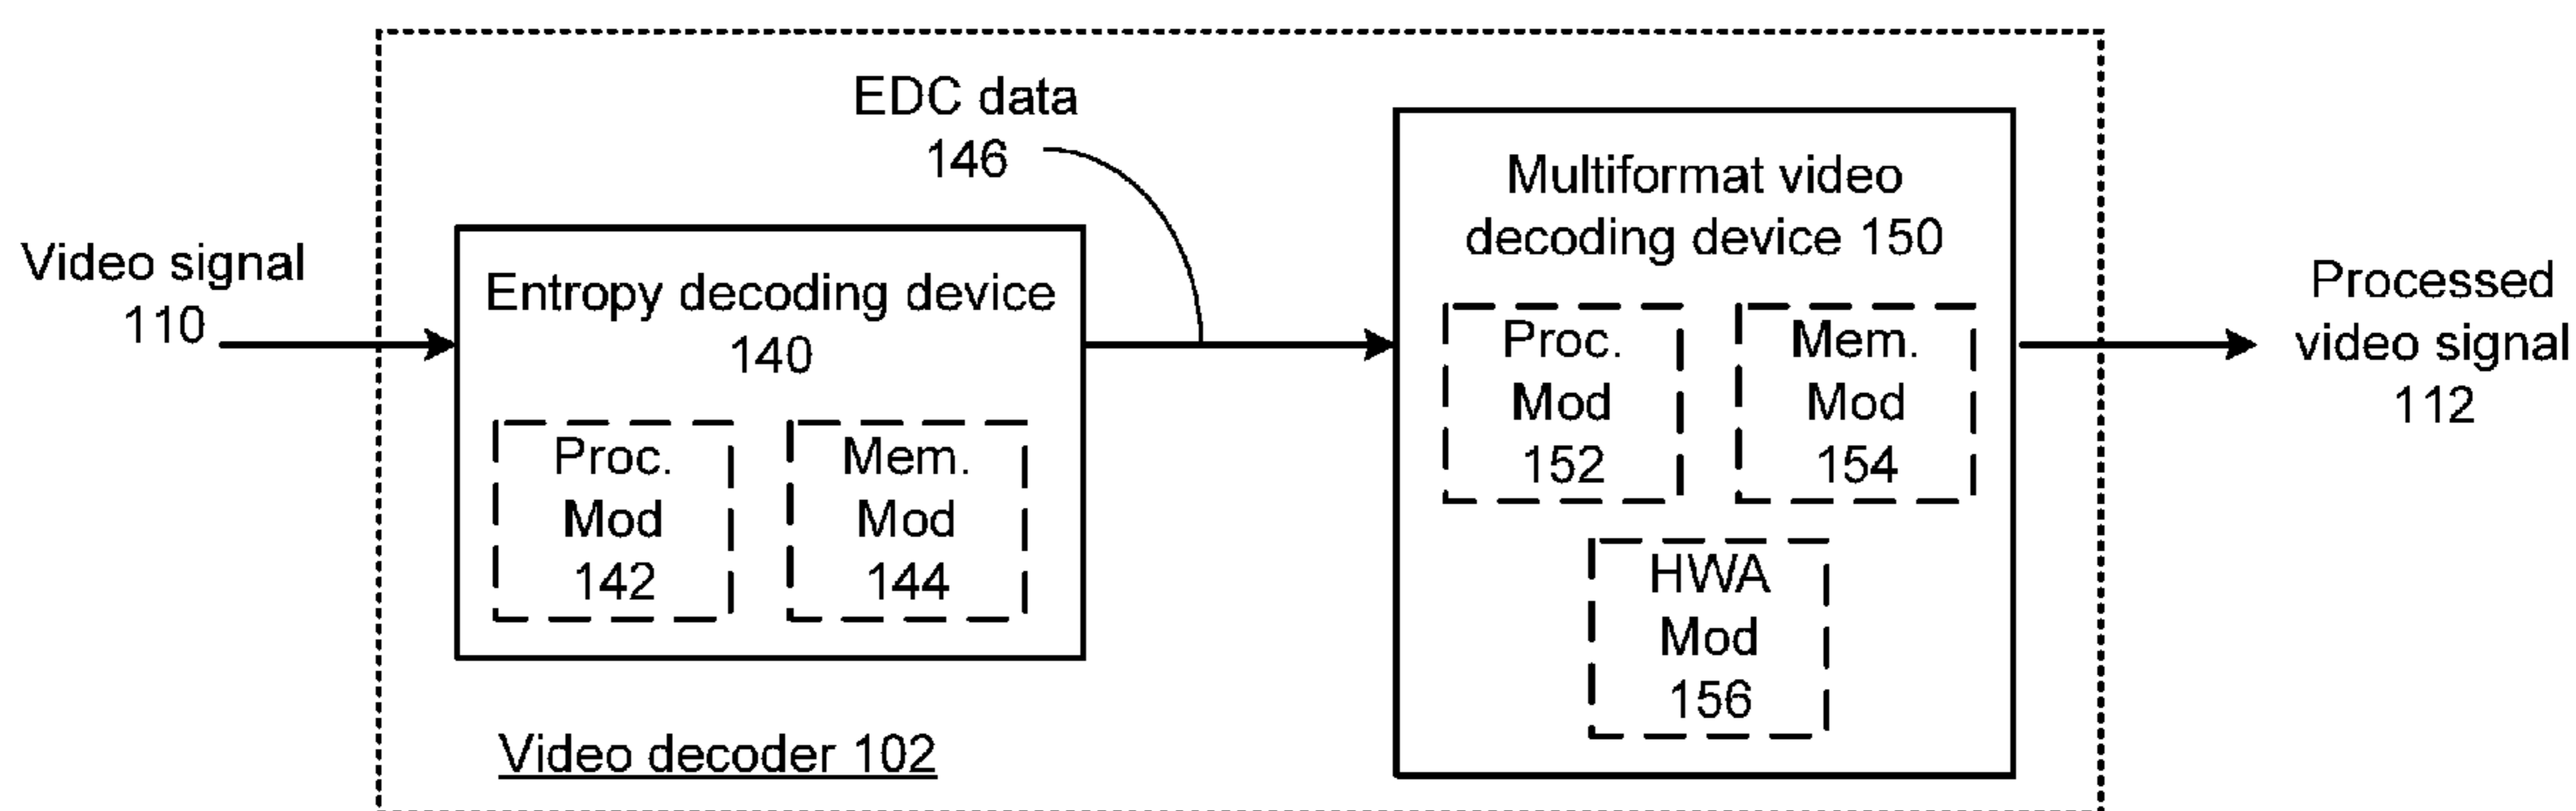 Video signal
110
Entropy decoding device
140
Proc.
Mod
142
Mem.
Mod
144
EDC data
146
Multiformat video
decoding device 150
Proc.
Mod
152
Mem.
Mod
154
HWA
Mod
156
Processed
video signal
112
Video decoder 102